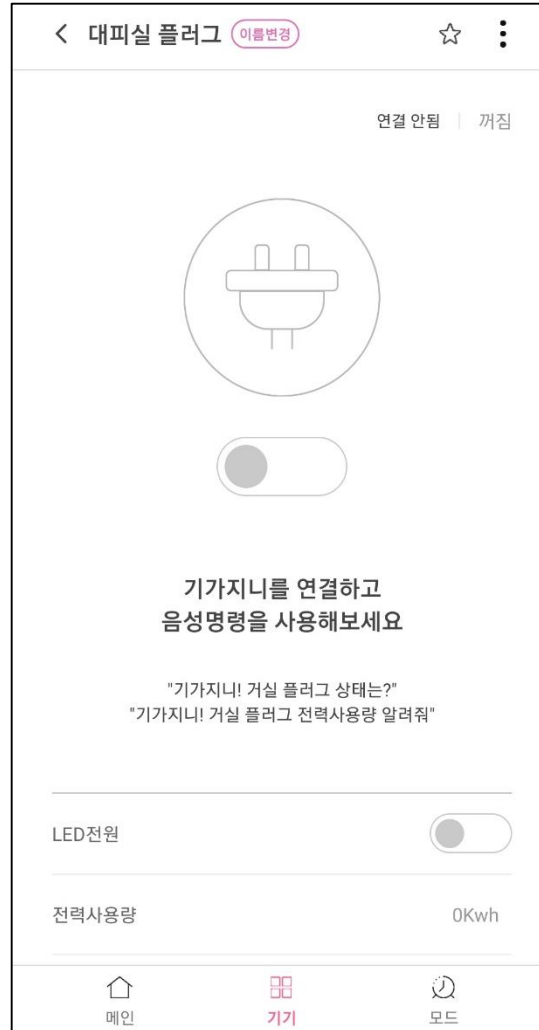 대피실 플러그 이름변경
연결 안됨 꺼짐
기가지니를 연결하고
음성명령을 사용해보세요
"기가지니! 거실 플러그 상태는?"
"기가지니! 거실 플러그 전력사용량 알려줘"
LED전원
전력사용량 0Kwh
메인 기기 모드